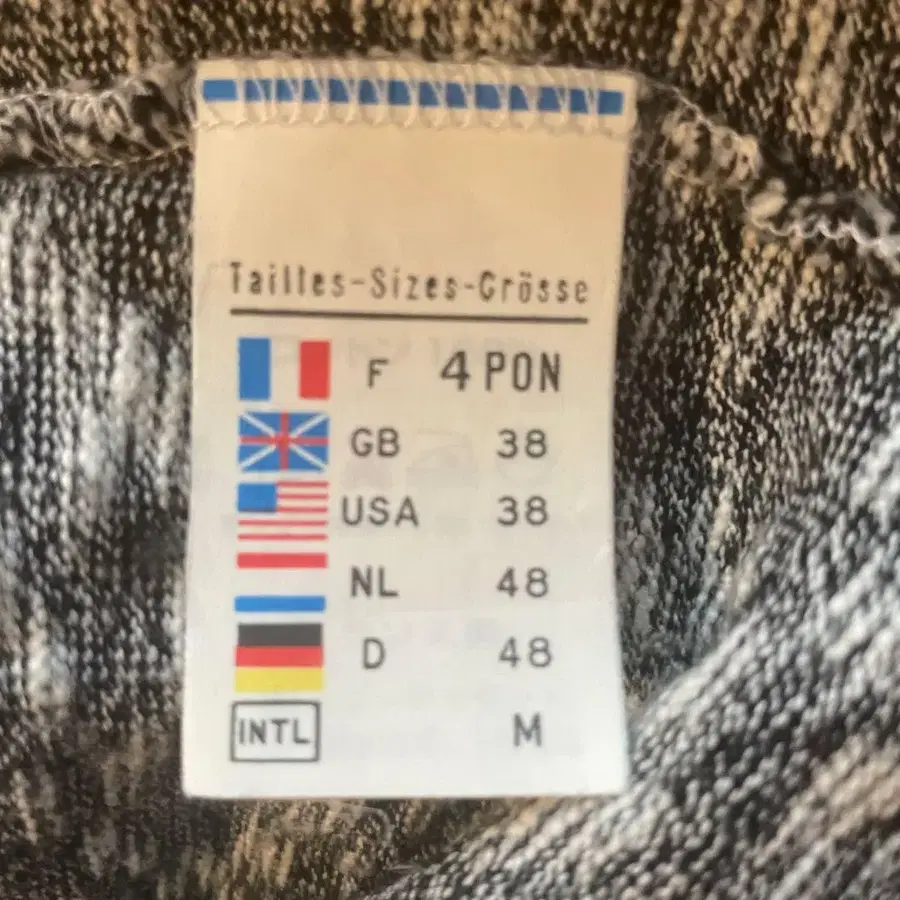 Tailles-Sizes-Grösse
F 4 PON
GB 38
USA 38
NL 48
D 48
INTL M